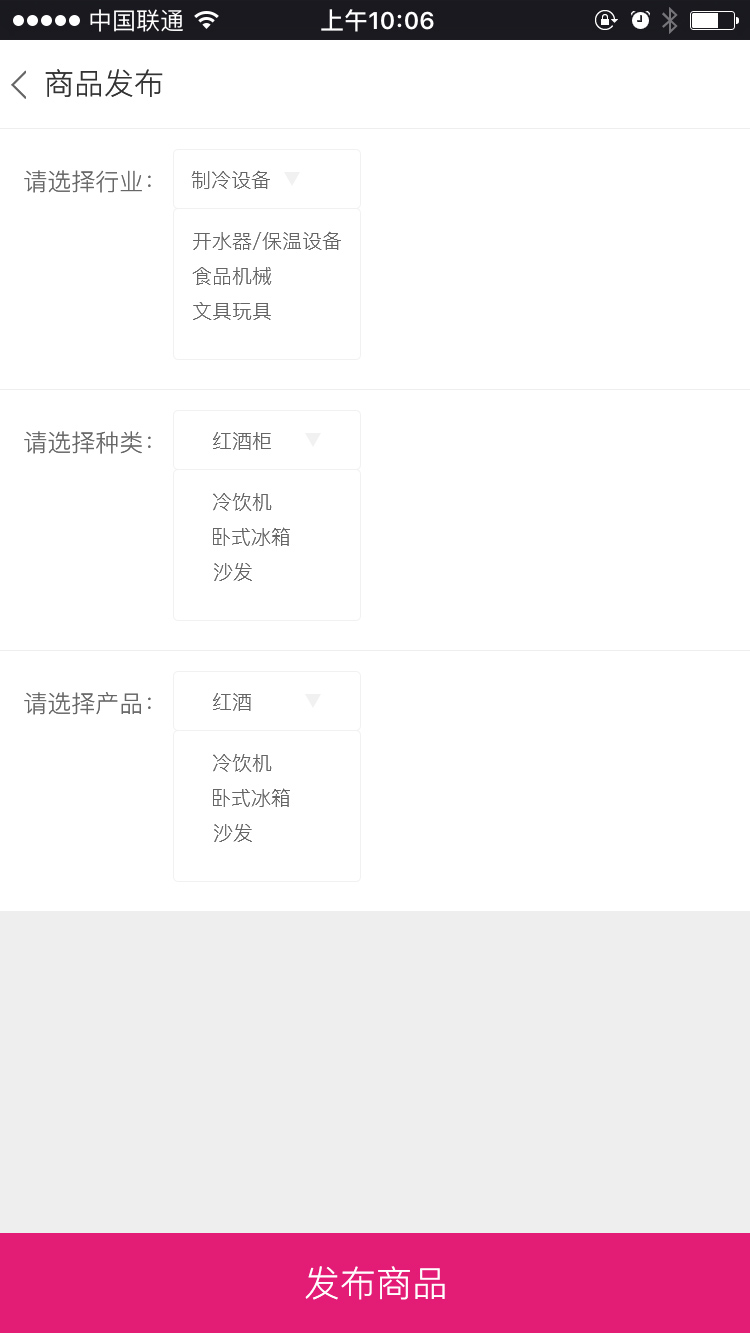 中国联通 上午10:06
商品发布
请选择行业： 制冷设备
开水器/保温设备
食品机械
文具玩具
请选择种类： 红酒柜
冷饮机
卧式冰箱
沙发
请选择产品： 红酒
冷饮机
卧式冰箱
沙发
发布商品